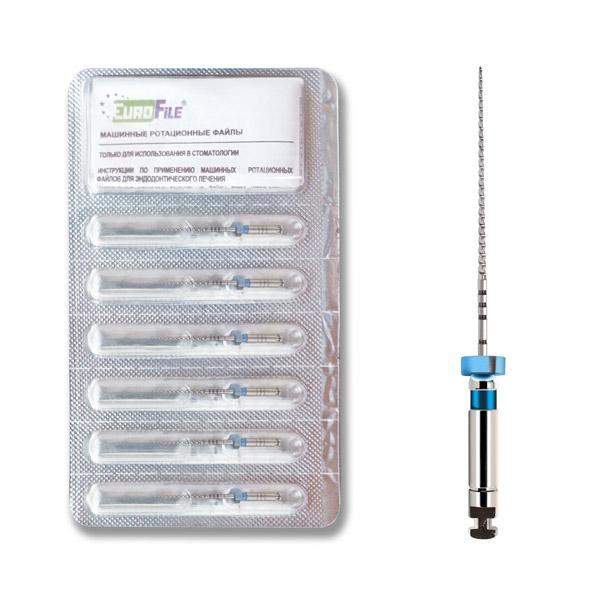 EUROFILE®
МАШИННЫЕ РОТАЦИОННЫЕ ФАЙЛЫ
ТОЛЬКО ДЛЯ ИСПОЛЬЗОВАНИЯ В СТОМАТОЛОГИИ
ИНСТРУКЦИИ ПО ПРИМЕНЕНИЮ МАШИННЫХ РОТАЦИОННЫХ
ФАЙЛОВ ДЛЯ ЭНДОДОНТИЧЕСКОГО ЛЕЧЕНИЯ